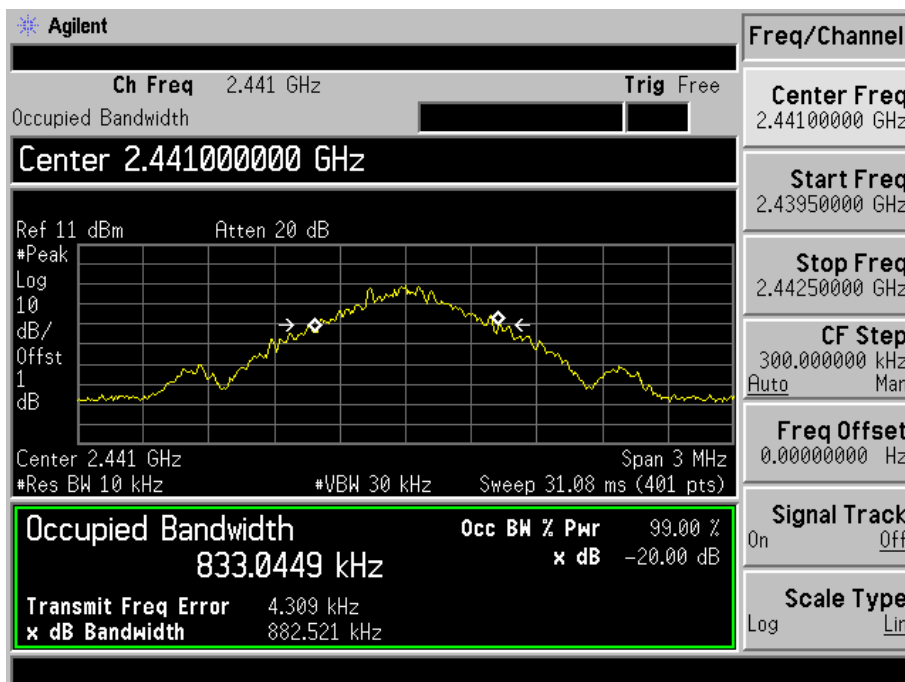 Agilent
Ch Freq 2.441 GHz Trig Free
Occupied Bandwidth
Center 2.441000000 GHz
Ref 11 dBm Atten 20 dB
#Peak
Log
10
dB/
Offst
1
dB
Center 2.441 GHz Span 3 MHz
#Res BW 10 kHz #VBW 30 kHz Sweep 31.08 ms (401 pts)
Occupied Bandwidth
833.0449 kHz
Occ BW % Pwr 99.00 %
x dB -20.00 dB
Transmit Freq Error 4.309 kHz
x dB Bandwidth 882.521 kHz
Freq/Channel
Center Freq
2.44100000 GHz
Start Freq
2.43950000 GHz
Stop Freq
2.44250000 GHz
CF Step
300.000000 kHz
Auto Man
Freq Offset
0.00000000 Hz
Signal Track
On Off
Scale Type
Log Lin